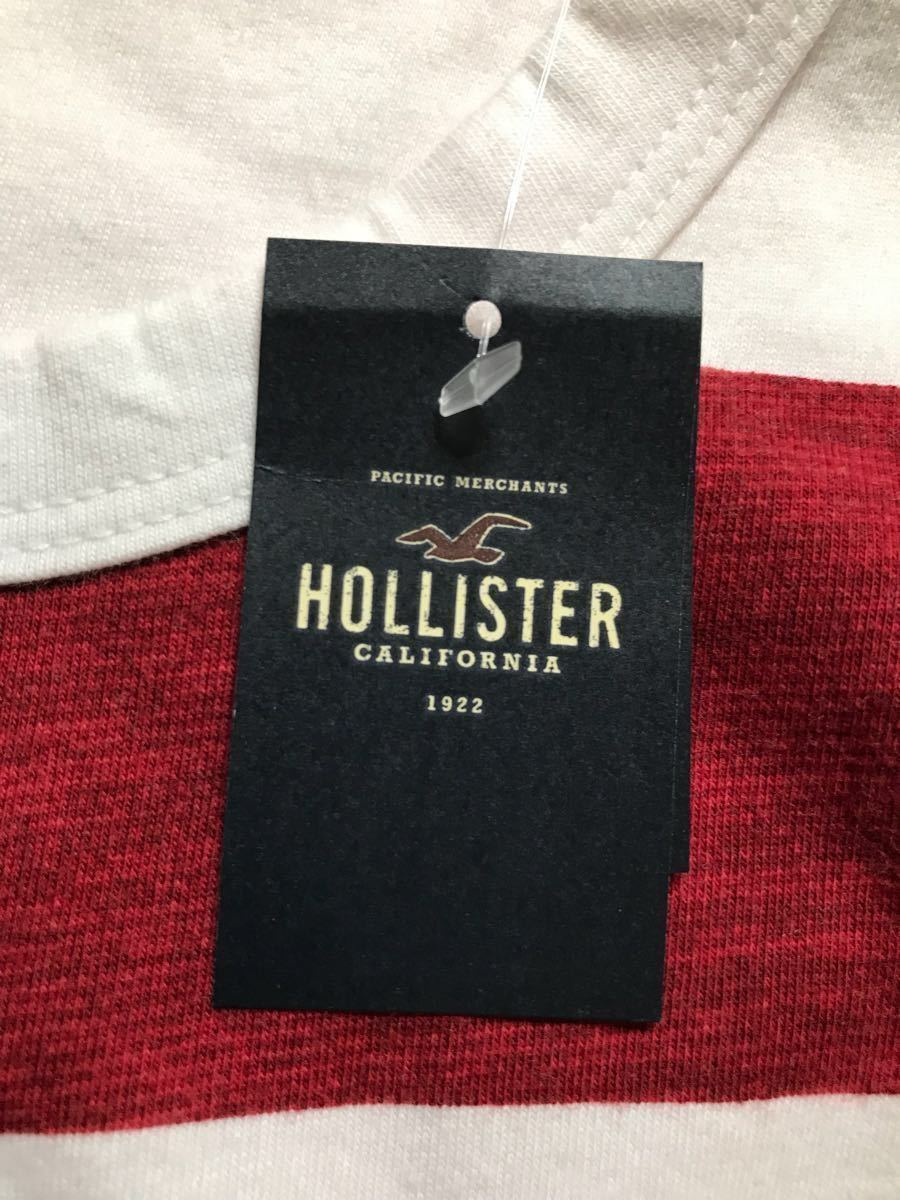 PACIFIC MERCHANTS
HOLLISTER
CALIFORNIA
1922